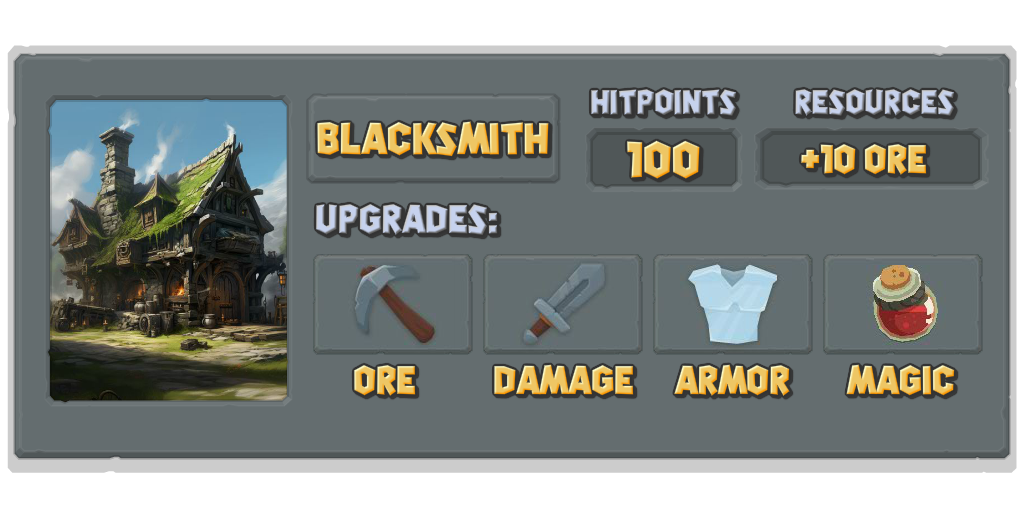 BLACKSMITH
HITPOINTS
100
RESOURCES
+10 ORE
UPGRADES:
ORE
DAMAGE
ARMOR
MAGIC